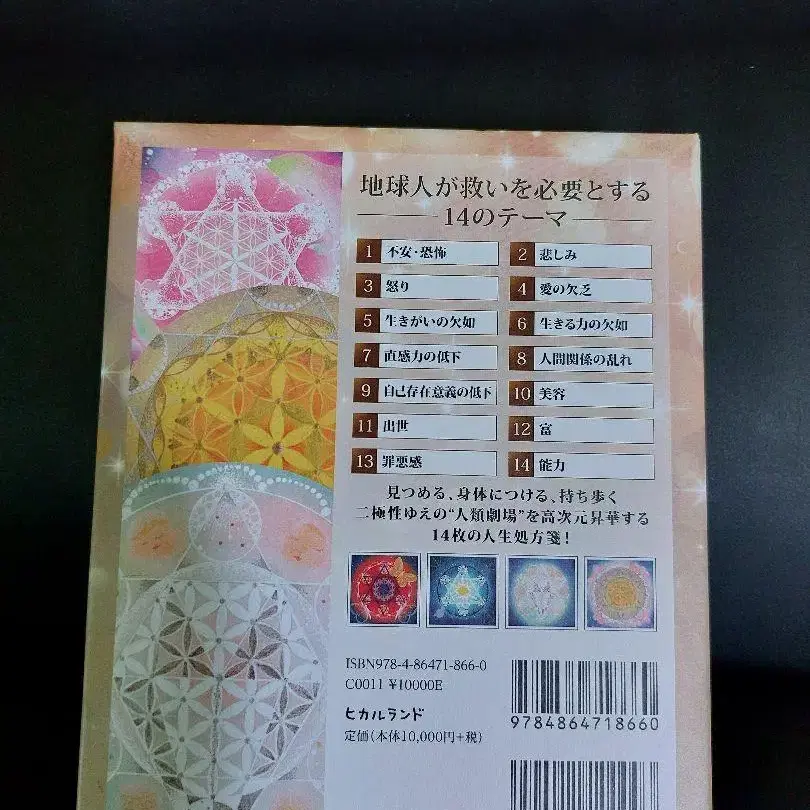 地球人が救いを必要とする
14のテーマ
1 不安・恐怖
2 悲しみ
3 怒り
4 愛の欠乏
5 生きがいの欠如
6 生きる力の欠如
7 直感力の低下
8 人間関係の乱れ
9 自己存在意義の低下
10 美容
11 出世
12 富
13 罪悪感
14 能力
見つめる、身体につける、持ち歩く
二極性ゆえの“人類劇場”を高次元昇華する
14枚の人生処方箋!
ISBN978-4-86471-866-0
C0011 ¥10000E
ヒカルランド
定価(本体10,000円+税)
9784864718660